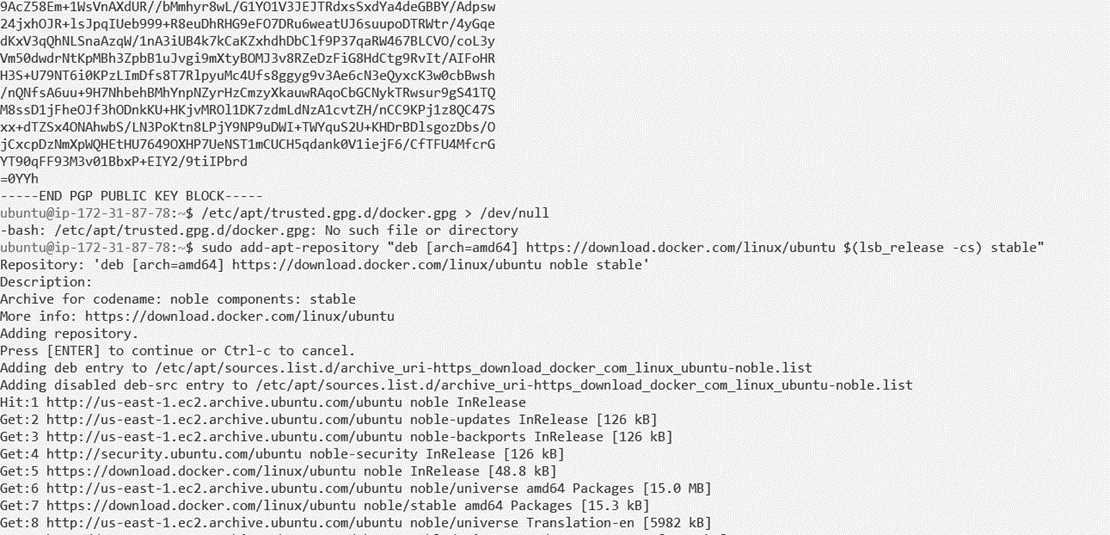 9AcZ58Em+1WsVnAXdUR//bMmhyr8wL/G1YO1V3JEJTRdxsSxdYa4deGBBY/Adpsw
24jxhOJR+lsJpqIUeb999+R8euDhRHG9eFO7DRu6weatUJ6suupoDTRWtr/4yGqe
dKxV3qQhNLSnaAzqW/1nA3iUB4k7kCaKZxhdhDbClf9P37qaRW467BLCVO/coL3y
Vm50dwdrNtKpMBh3ZpbB1uJvgi9mXtyBOMJ3v8RZeDzFiG8HdCtg9RvIt/AIFoHR
H3S+U79NT6i0KPzLImDfs8T7RlpyuMc4Ufs8ggyg9v3Ae6cN3eQyxcK3w0cbBwsh
/nQNfsA6uu+9H7NhbehBMhYnpNZyrHzCmzyXkauwRAqoCbGCNykTRwsur9gS41TQ
M8ssD1jFheOJf3hODnkKU+HKjvMROl1DK7zdmLdNzA1cvtZH/nCC9KPj1z8QC47S
xx+dTZSx4ONAhwbS/LN3PoKtn8LPjY9NP9uDWI+TWYquS2U+KHDrBDlsgozDbs/O
jCxcpDzNmXpWQHEtHU7649OXHP7UeNST1mCUCH5qdank0V1iejF6/CfTFU4MfcrG
YT90qFF93M3v01BbxP+EIY2/9tiIPbrd
=0YYh
-----END PGP PUBLIC KEY BLOCK-----
ubuntu@ip-172-31-87-78:~$ /etc/apt/trusted.gpg.d/docker.gpg > /dev/null
-bash: /etc/apt/trusted.gpg.d/docker.gpg: No such file or directory
ubuntu@ip-172-31-87-78:~$ sudo add-apt-repository "deb [arch=amd64] https://download.docker.com/linux/ubuntu $(lsb_release -cs) stable"
Repository: 'deb [arch=amd64] https://download.docker.com/linux/ubuntu noble stable'
Description:
Archive for codename: noble components: stable
More info: https://download.docker.com/linux/ubuntu
Adding repository.
Press [ENTER] to continue or Ctrl-c to cancel.
Adding deb entry to /etc/apt/sources.list.d/archive_uri-https_download_docker_com_linux_ubuntu-noble.list
Adding disabled deb-src entry to /etc/apt/sources.list.d/archive_uri-https_download_docker_com_linux_ubuntu-noble.list
Hit:1 http://us-east-1.ec2.archive.ubuntu.com/ubuntu noble InRelease
Get:2 http://us-east-1.ec2.archive.ubuntu.com/ubuntu noble-updates InRelease [126 kB]
Get:3 http://us-east-1.ec2.archive.ubuntu.com/ubuntu noble-backports InRelease [126 kB]
Get:4 http://security.ubuntu.com/ubuntu noble-security InRelease [126 kB]
Get:5 https://download.docker.com/linux/ubuntu noble InRelease [48.8 kB]
Get:6 http://us-east-1.ec2.archive.ubuntu.com/ubuntu noble/universe amd64 Packages [15.0 MB]
Get:7 https://download.docker.com/linux/ubuntu noble/stable amd64 Packages [15.3 kB]
Get:8 http://us-east-1.ec2.archive.ubuntu.com/ubuntu noble/universe Translation-en [5982 kB]